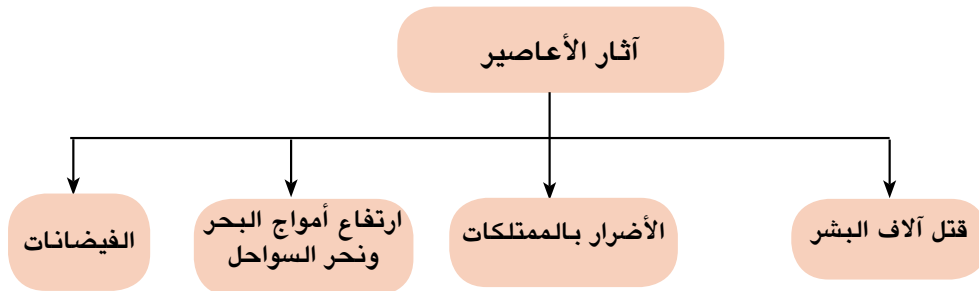 آثار الأعاصير
قتل آلاف البشر
الأضرار بالممتلكات
ارتفاع أمواج البحر
ونحر السواحل
الفيضانات